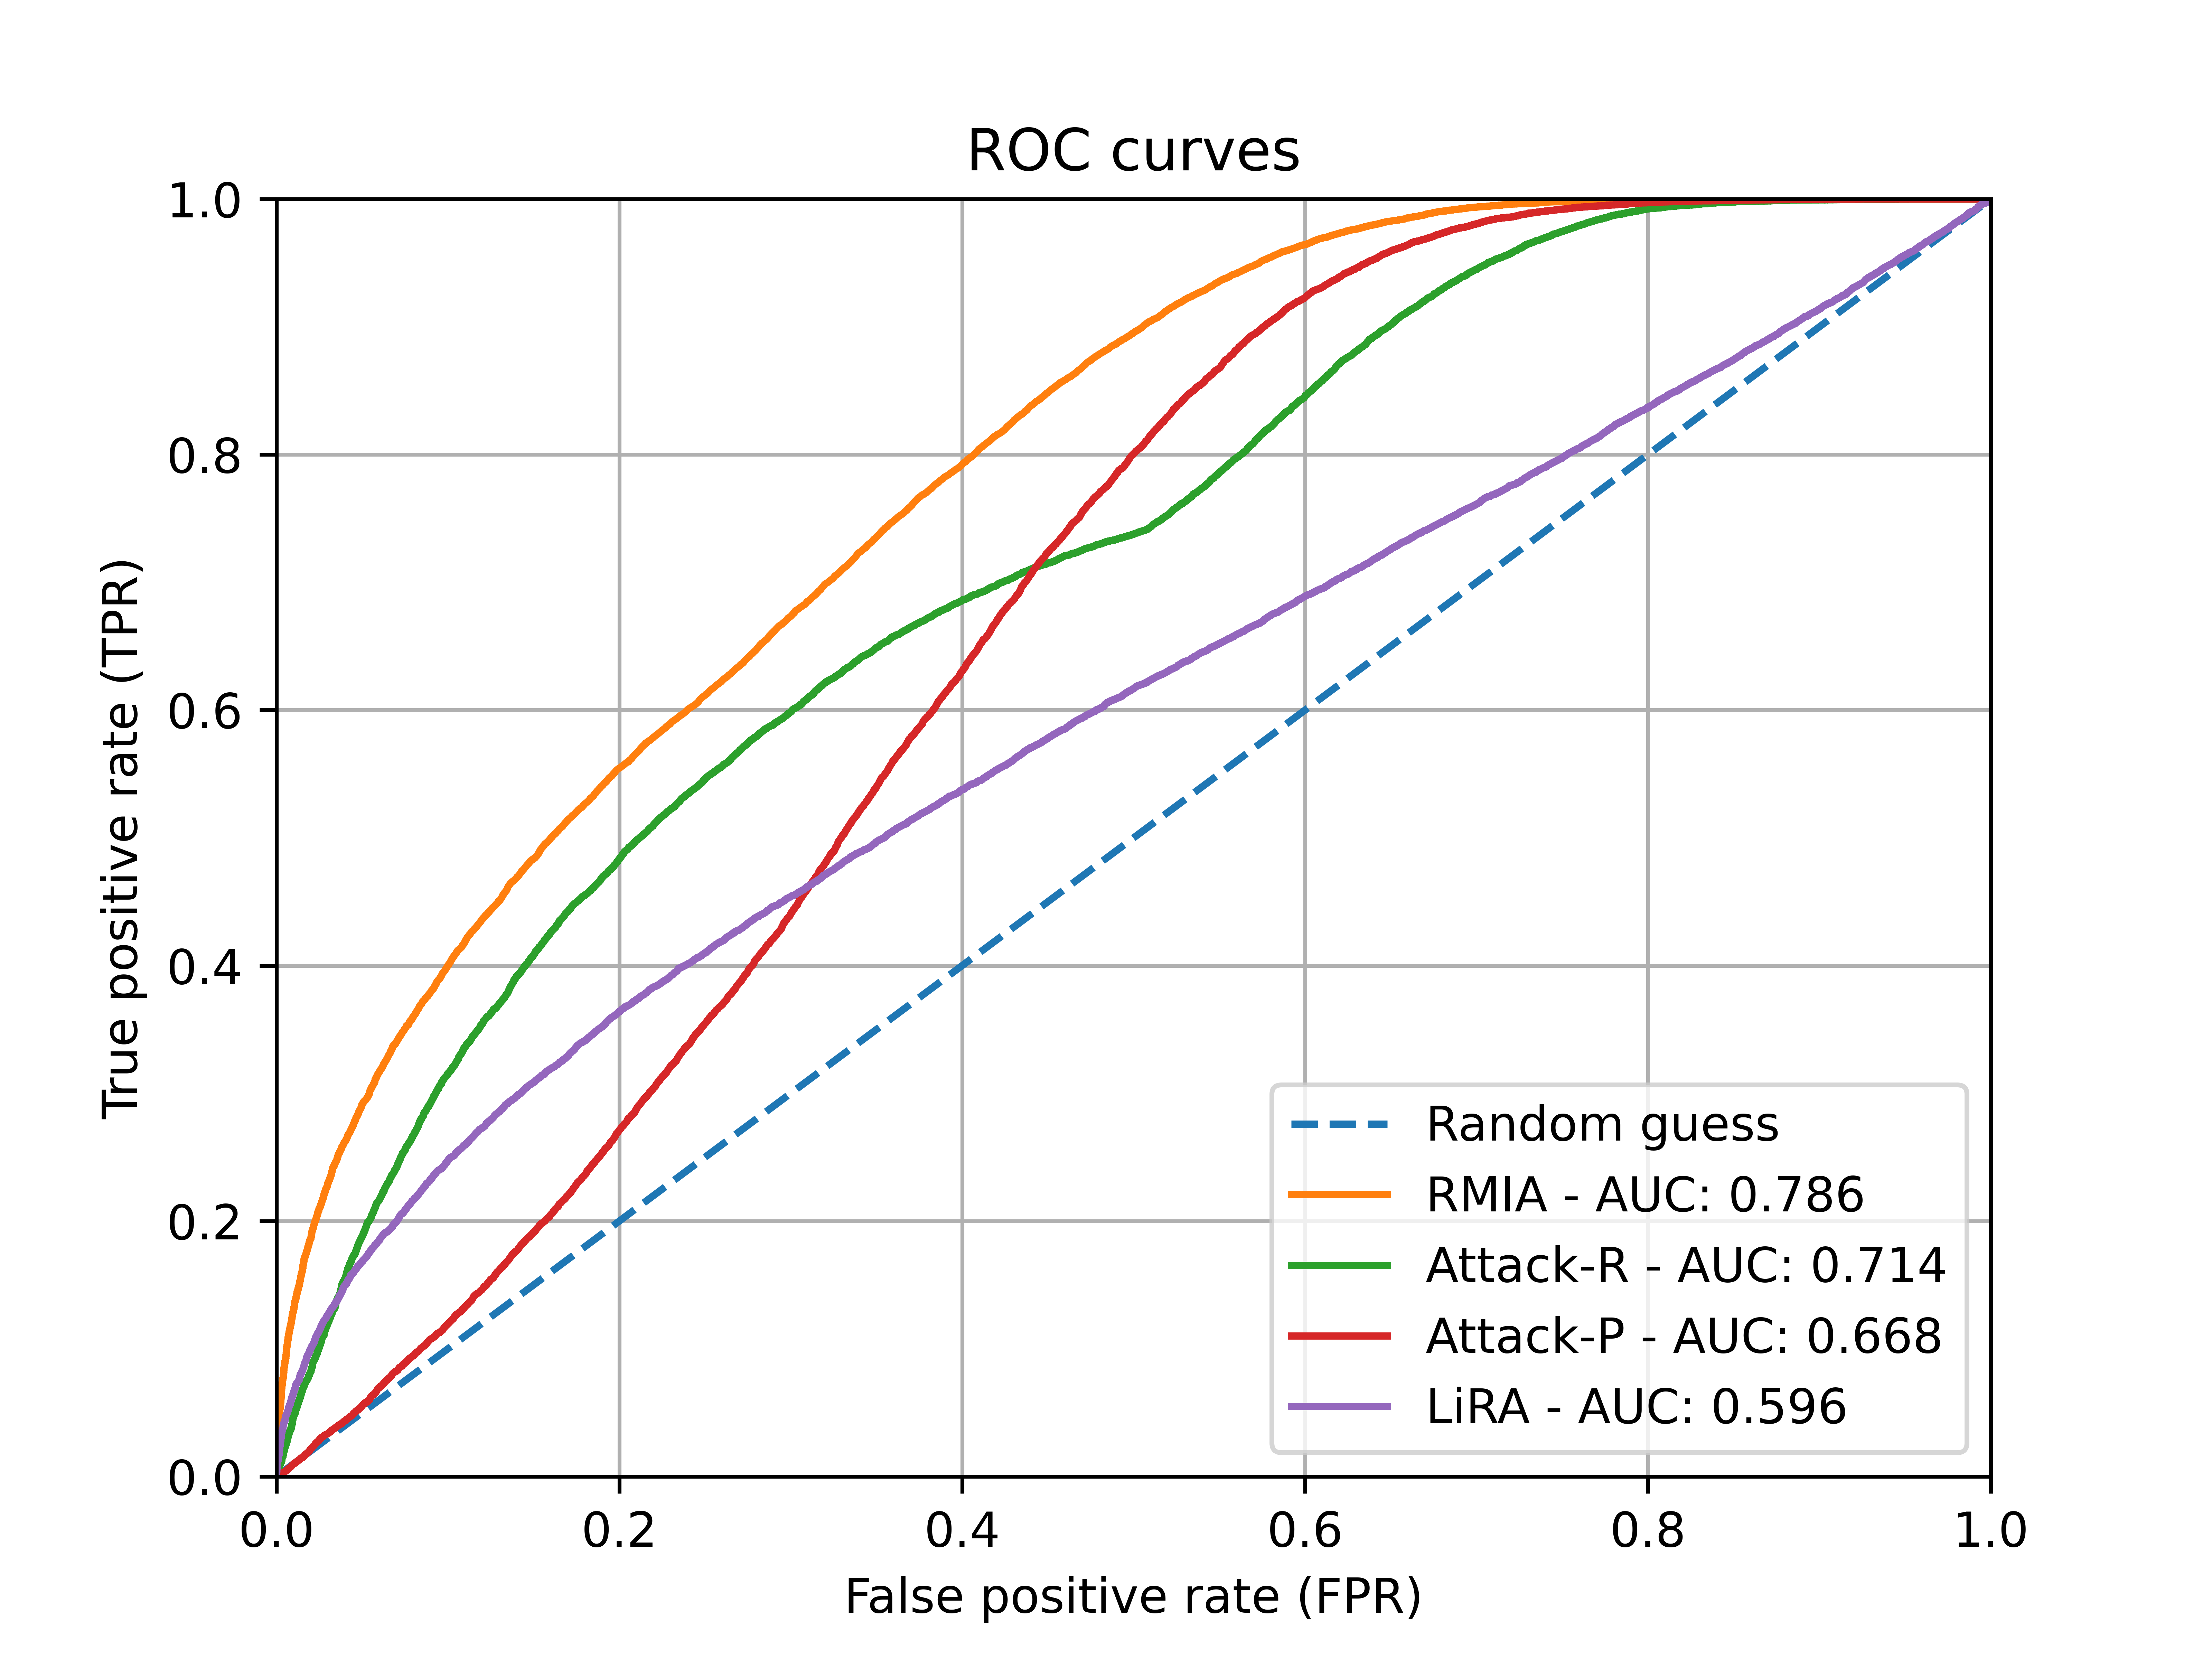 ROC curves
1.0
0.8
0.6
0.4
0.2
0.0
True positive rate (TPR)
0.0 0.2 0.4 0.6 0.8 1.0
False positive rate (FPR)
Random guess
RMIA - AUC: 0.786
Attack-R - AUC: 0.714
Attack-P - AUC: 0.668
LiRA - AUC: 0.596